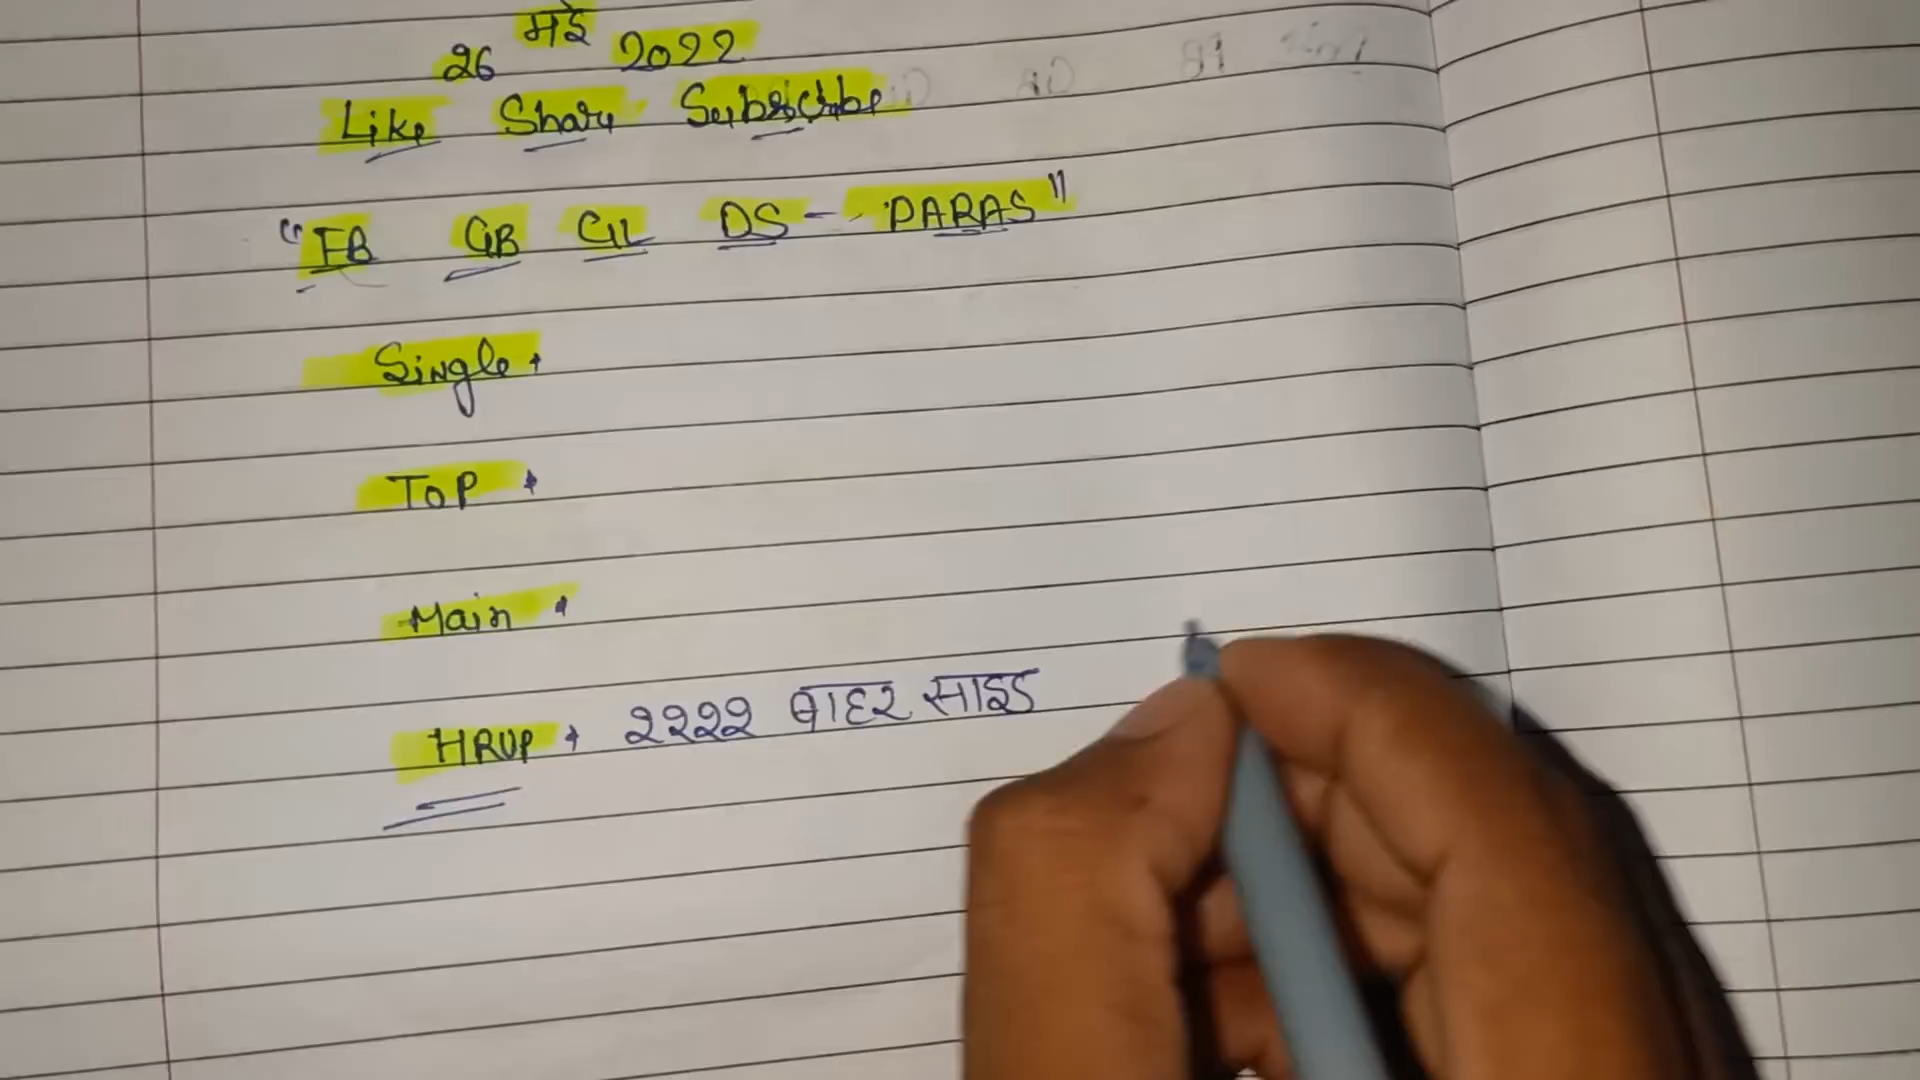 26 मई 2022
Like Share Subscribe
"FB GB GL DS - PARAS"
Single
TOP
Main
HRUP 2222 बाहर साइड